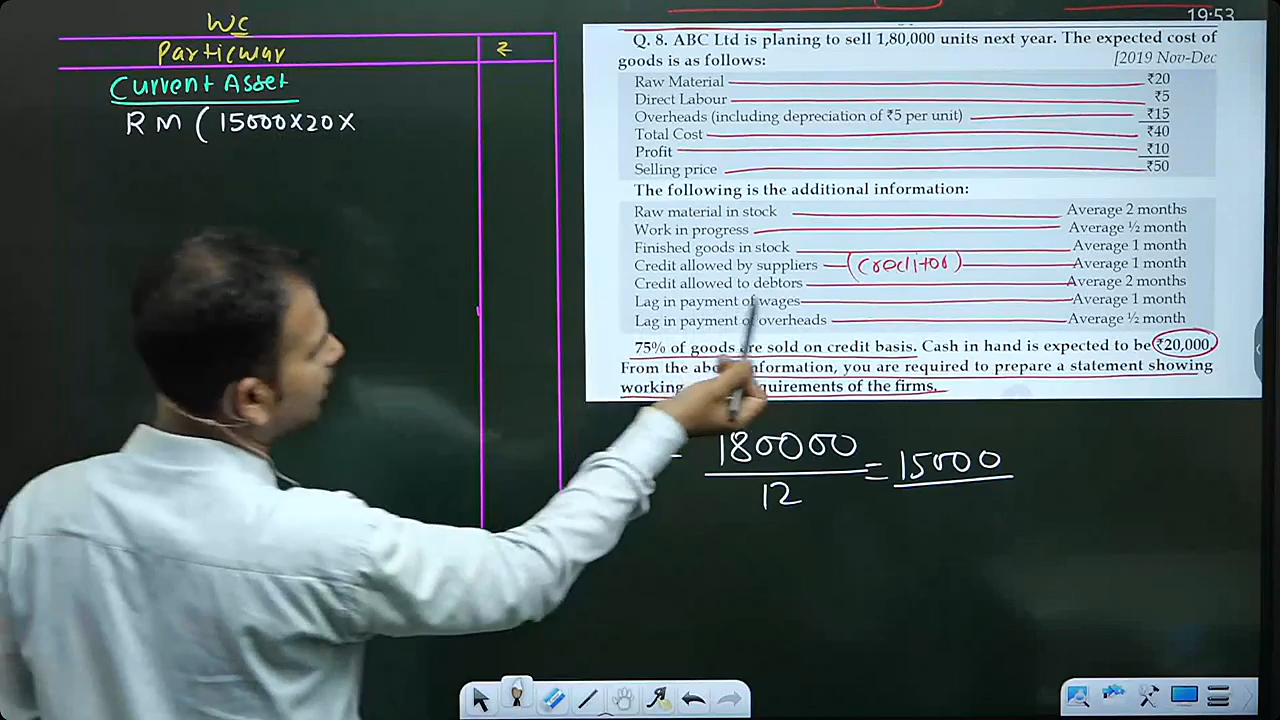 19:53
WC
Particular ₹
Current Asset
R M ( 15000×20×
Q. 8. ABC Ltd is planing to sell 1,80,000 units next year. The expected cost of
goods is as follows: [2019 Nov-Dec
Raw Material ₹20
Direct Labour ₹5
Overheads (including depreciation of ₹5 per unit) ₹15
Total Cost ₹40
Profit ₹10
Selling price ₹50
The following is the additional information:
Raw material in stock Average 2 months
Work in progress Average ½ month
Finished goods in stock Average 1 month
Credit allowed by suppliers (creditor) Average 1 month
Credit allowed to debtors Average 2 months
Lag in payment of wages Average 1 month
Lag in payment of overheads Average ½ month
75% of goods are sold on credit basis. Cash in hand is expected to be ₹20,000.
From the above information, you are required to prepare a statement showing
working requirements of the firms.
180000
= 15000
12